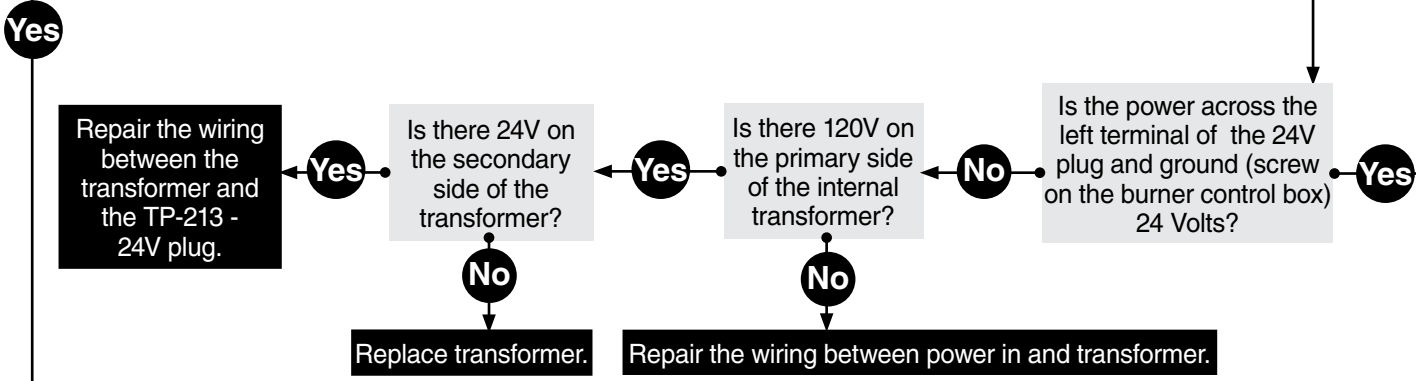 Yes
Repair the wiring
between the
transformer and
the TP-213 -
24V plug.
Yes
Is there 24V on
the secondary
side of the
transformer?
Yes
Is there 120V on
the primary side
of the internal
transformer?
No
Is the power across the
left terminal of the 24V
plug and ground (screw
on the burner control box)
24 Volts?
Yes
No
No
Replace transformer.
Repair the wiring between power in and transformer.